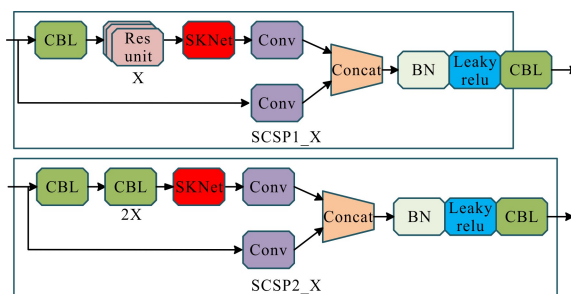 CBL
Res
unit
X
SKNet
Conv
Concat
BN
Leaky
relu
CBL
Conv
SCSP1_X
CBL
CBL
2X
SKNet
Conv
Concat
BN
Leaky
relu
CBL
Conv
SCSP2_X